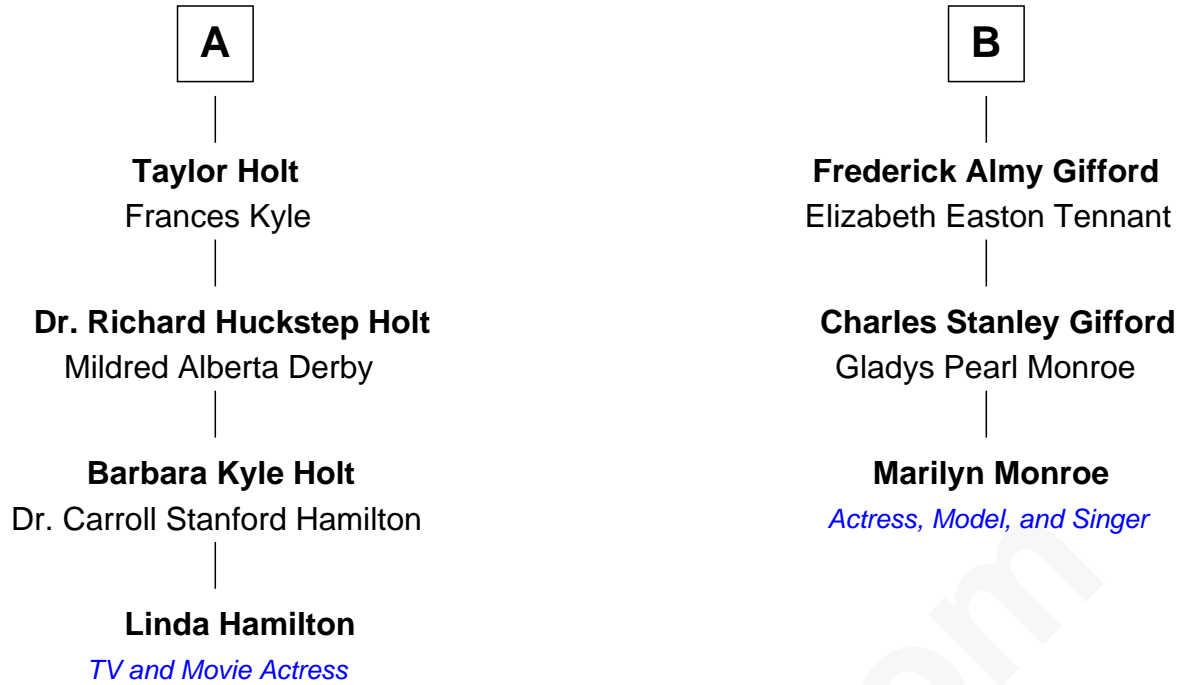 A
Taylor Holt
Frances Kyle
Dr. Richard Huckstep Holt
Mildred Alberta Derby
Barbara Kyle Holt
Dr. Carroll Stanford Hamilton
Linda Hamilton
TV and Movie Actress
B
Frederick Almy Gifford
Elizabeth Easton Tennant
Charles Stanley Gifford
Gladys Pearl Monroe
Marilyn Monroe
Actress, Model, and Singer
om